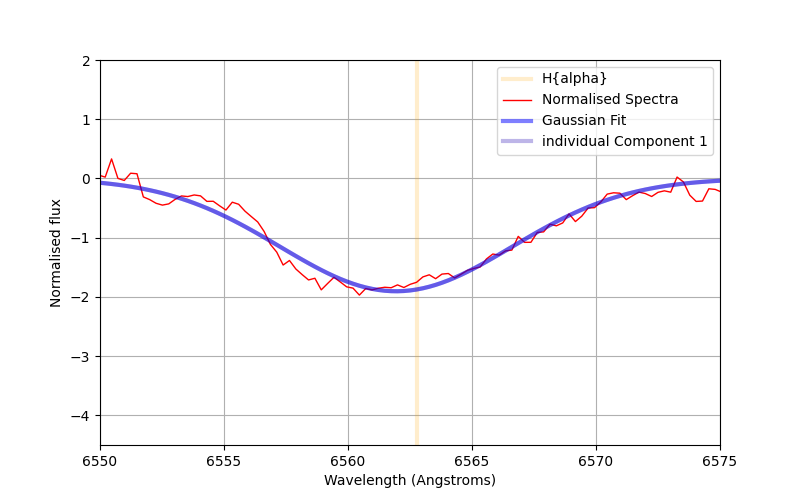 H{alpha}
Normalised Spectra
Gaussian Fit
individual Component 1
2
1
0
−1
−2
−3
−4
Normalised flux
6550 6555 6560 6565 6570 6575
Wavelength (Angstroms)